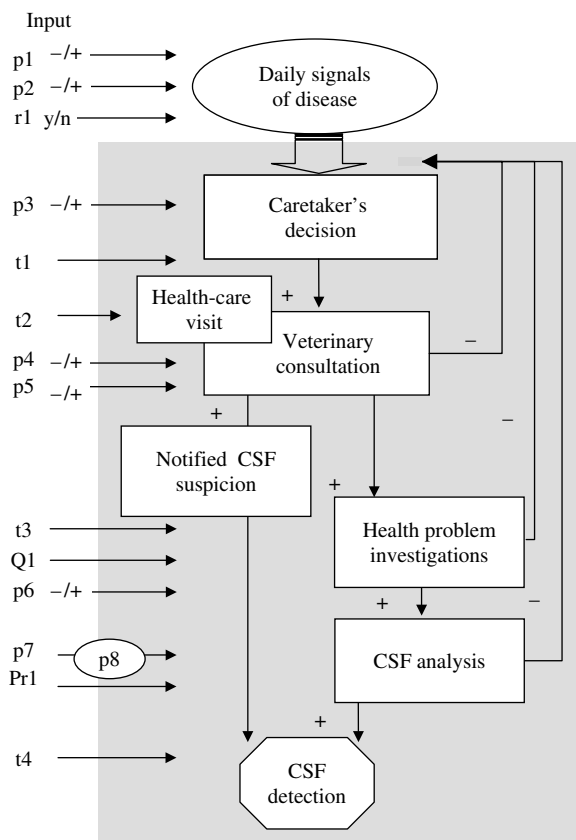 Input
p1 –/+
p2 –/+
r1 y/n
Daily signals
of disease
p3 –/+
Caretaker's
decision
t1
Health-care
visit
+
t2
Veterinary
consultation
–
p4 –/+
p5 –/+
+
Notified CSF
suspicion
–
+
t3
Q1
p6 –/+
Health problem
investigations
+
–
p7
p8
Pr1
CSF analysis
+
t4
CSF
detection